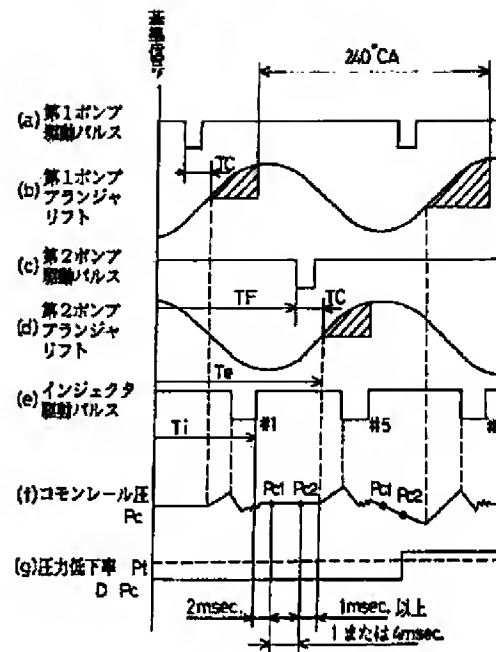 基準信号
240°CA
(a) 第1ポンプ
駆動パルス
TC
(b) 第1ポンプ
プランジャ
リフト
(c) 第2ポンプ
駆動パルス
TF
TC
(d) 第2ポンプ
プランジャ
リフト
Te
(e) インジェクタ
駆動パルス
#1
#5
#
Ti
(f) コモンレール圧
Pc
Pc1
Pc2
Pc1
Pc2
(g) 圧力低下率 Pt
D Pc
2msec.
1msec. 以上
1 または 4msec.